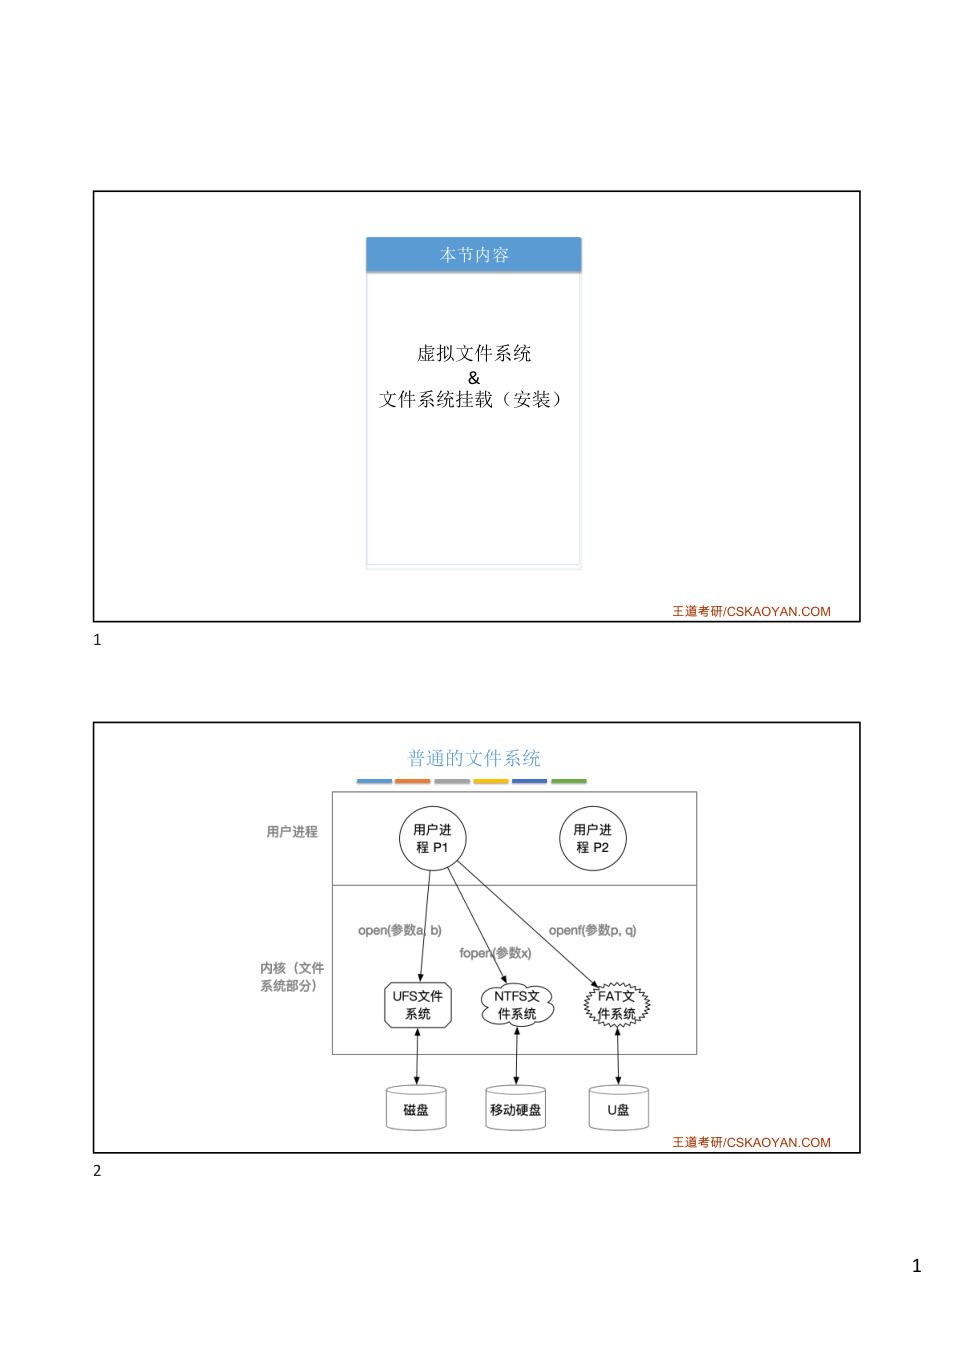 本节内容
虚拟文件系统
&
文件系统挂载（安装）
王道考研/CSKAOYAN.COM
1
普通的文件系统
用户进程
用户进
程 P1
用户进
程 P2
open(参数a, b)
fopen(参数x)
openf(参数p, q)
内核（文件
系统部分）
UFS文件
系统
NTFS文
件系统
FAT文
件系统
磁盘
移动硬盘
U盘
王道考研/CSKAOYAN.COM
2
1